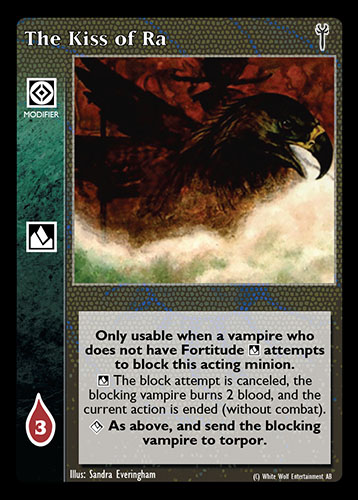 The Kiss of Ra
MODIFIER
Only usable when a vampire who
does not have Fortitude attempts
to block this acting minion.
The block attempt is canceled, the
blocking vampire burns 2 blood, and
the current action is ended (without combat).
As above, and send the blocking
vampire to torpor.
3
Illus: Sandra Everingham
(C) White Wolf Entertainment AB